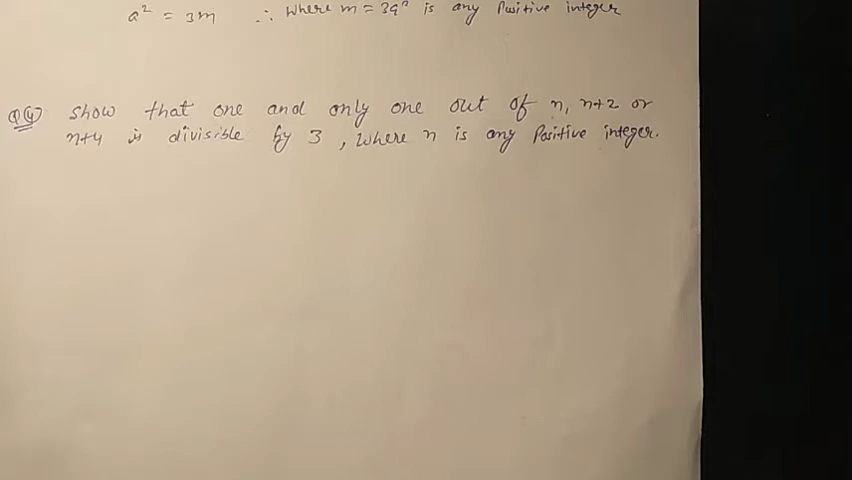 a² = 3m ∴ Where m = 3q² is any Positive integer
Q(4) Show that one and only one out of n, n+2 or
n+4 is divisible by 3, Where n is any Positive integer.